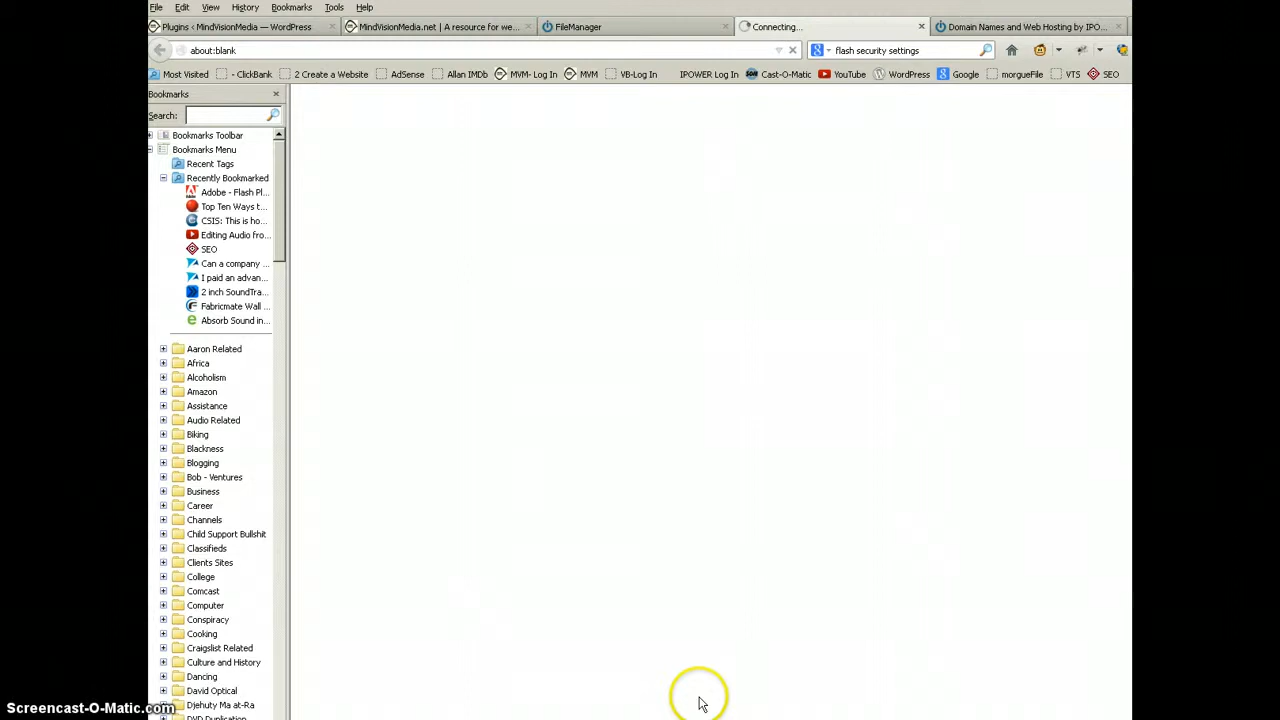 File Edit View History Bookmarks Tools Help
Plugins ‹ MindVisionMedia — WordPress MindVisionMedia.net | A resource for we... FileManager Connecting... Domain Names and Web Hosting by IPO...
about:blank flash security settings
Most Visited - ClickBank 2 Create a Website AdSense Allan IMDb MVM- Log In MVM VB-Log In IPOWER Log In Cast-O-Matic YouTube WordPress Google morgueFile VTS SEO
Bookmarks
Search:
Bookmarks Toolbar
Bookmarks Menu
Recent Tags
Recently Bookmarked
Adobe - Flash Pl...
Top Ten Ways t...
CSIS: This is ho...
Editing Audio fro...
SEO
Can a company ...
I paid an advan...
2 inch SoundTra...
Fabricmate Wall ...
Absorb Sound in...
Aaron Related
Africa
Alcoholism
Amazon
Assistance
Audio Related
Biking
Blackness
Blogging
Bob - Ventures
Business
Career
Channels
Child Support Bullshit
Classifieds
Clients Sites
College
Comcast
Computer
Conspiracy
Cooking
Craigslist Related
Culture and History
Dancing
David Optical
Djehuty Ma at-Ra
DVD Duplication
Screencast-O-Matic.com